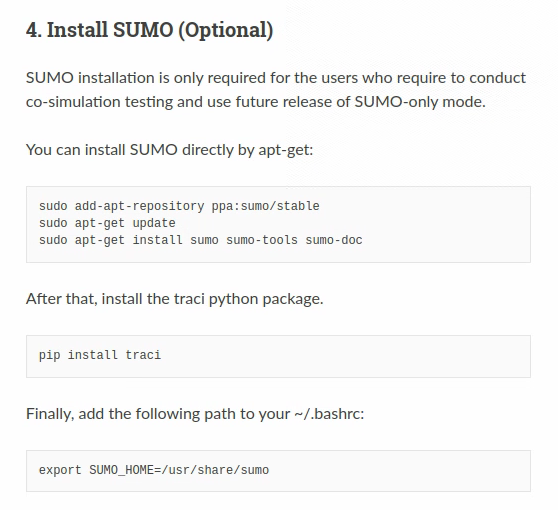 4. Install SUMO (Optional)
SUMO installation is only required for the users who require to conduct
co-simulation testing and use future release of SUMO-only mode.
You can install SUMO directly by apt-get:
sudo add-apt-repository ppa:sumo/stable
sudo apt-get update
sudo apt-get install sumo sumo-tools sumo-doc
After that, install the traci python package.
pip install traci
Finally, add the following path to your ~/.bashrc:
export SUMO_HOME=/usr/share/sumo